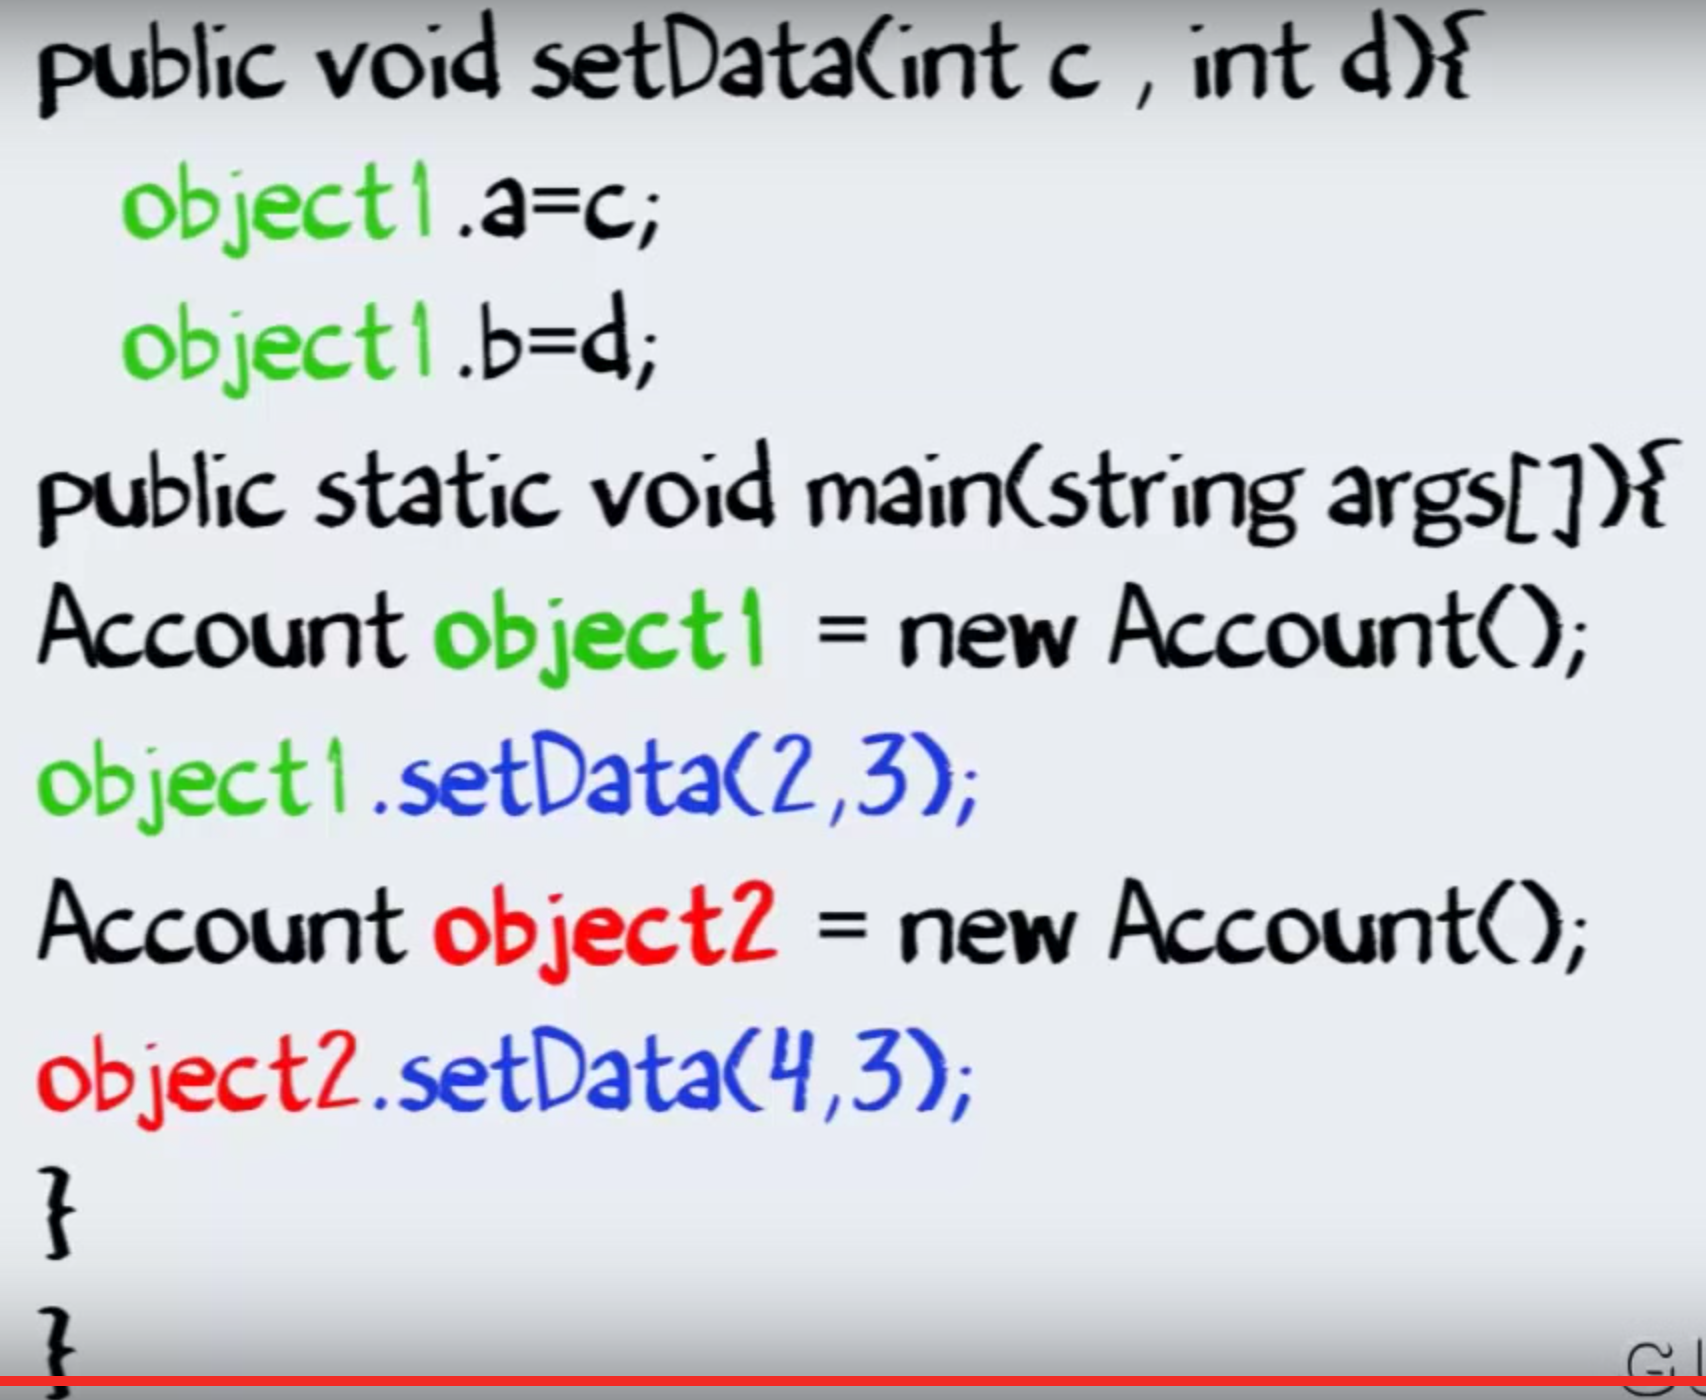 public void setData(int c , int d){
object1.a=c;
object1.b=d;
public static void main(string args[]){
Account object1 = new Account();
object1.setData(2,3);
Account object2 = new Account();
object2.setData(4,3);
}
}